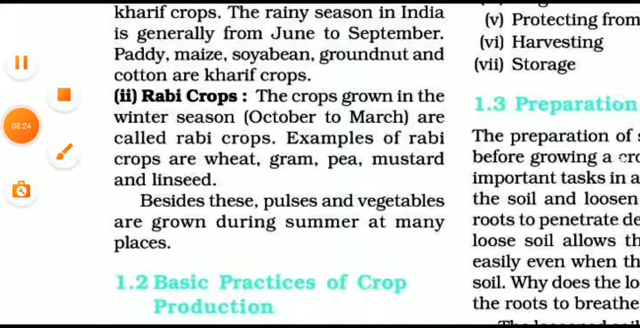 kharif crops. The rainy season in India
is generally from June to September.
Paddy, maize, soyabean, groundnut and
cotton are kharif crops.
(ii) Rabi Crops : The crops grown in the
winter season (October to March) are
called rabi crops. Examples of rabi
crops are wheat, gram, pea, mustard
and linseed.
Besides these, pulses and vegetables
are grown during summer at many
places.
1.2 Basic Practices of Crop
Production
(v) Protecting from
(vi) Harvesting
(vii) Storage
1.3 Preparation
The preparation of
before growing a
important tasks in a
the soil and loosen
roots to penetrate
loose soil allows
easily even when
soil. Why does the
the roots to breathe
08:24